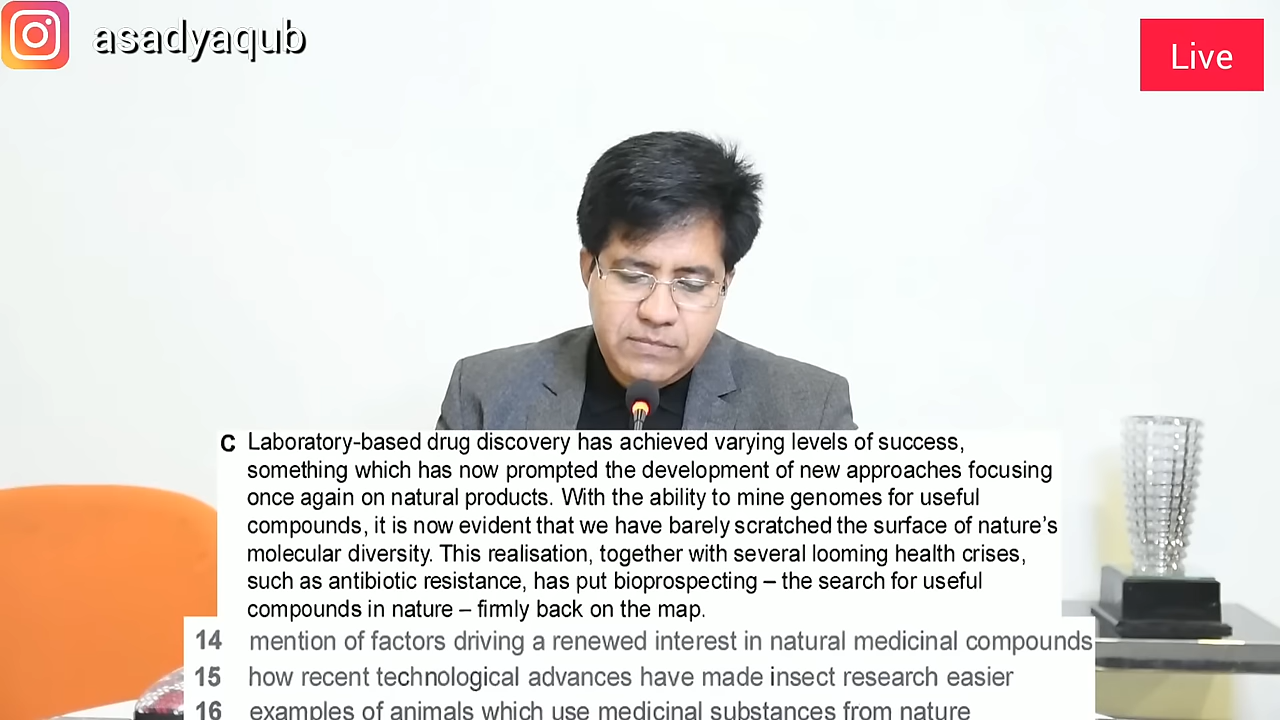 asadyaqub
Live
C Laboratory-based drug discovery has achieved varying levels of success,
something which has now prompted the development of new approaches focusing
once again on natural products. With the ability to mine genomes for useful
compounds, it is now evident that we have barely scratched the surface of nature's
molecular diversity. This realisation, together with several looming health crises,
such as antibiotic resistance, has put bioprospecting – the search for useful
compounds in nature – firmly back on the map.
14 mention of factors driving a renewed interest in natural medicinal compounds
15 how recent technological advances have made insect research easier
16 examples of animals which use medicinal substances from nature